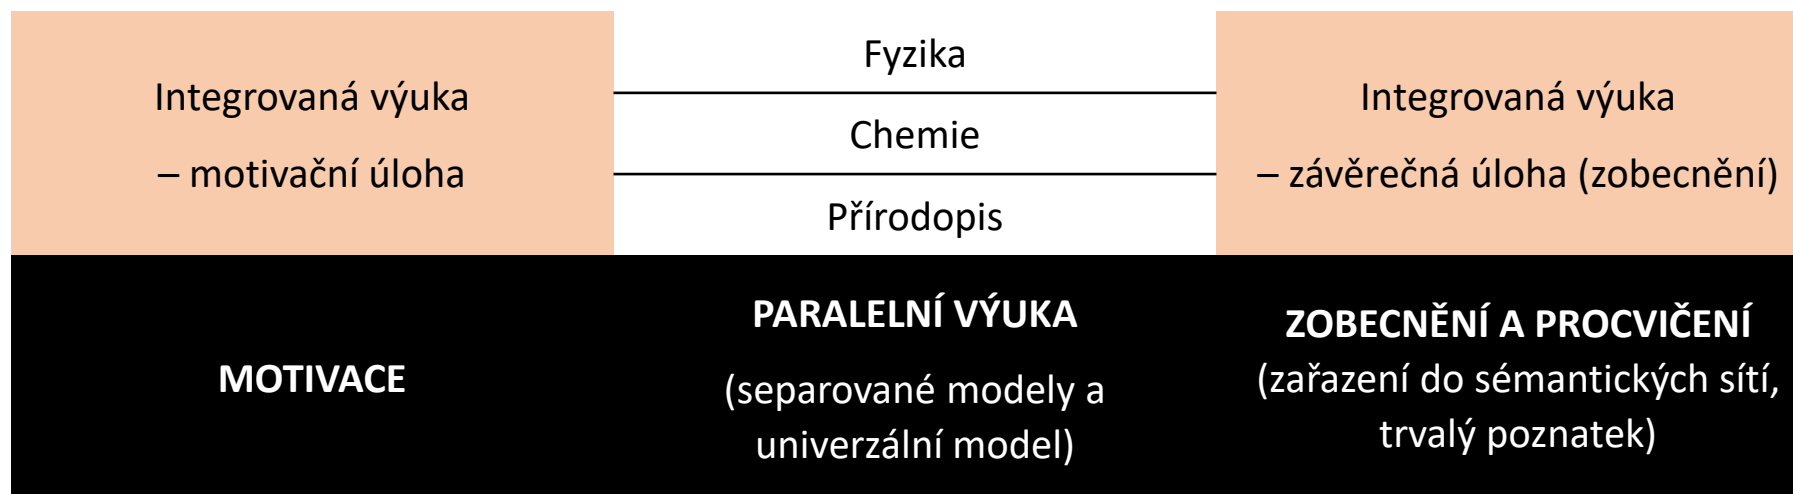 Integrovaná výuka
– motivační úloha
Fyzika
Chemie
Přírodopis
Integrovaná výuka
– závěrečná úloha (zobecnění)
MOTIVACE
PARALELNÍ VÝUKA
(separované modely a
univerzální model)
ZOBECNĚNÍ A PROCVIČENÍ
(zařazení do sémantických sítí,
trvalý poznatek)